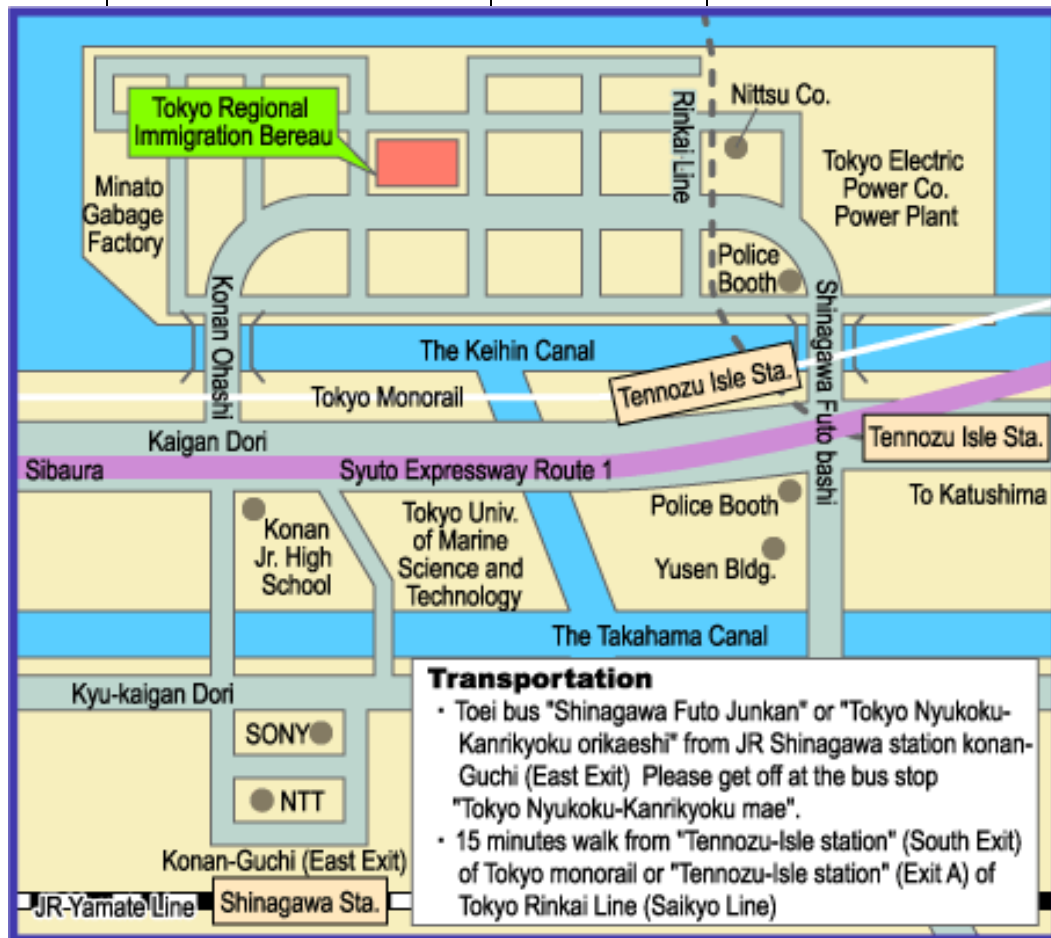 Tokyo Regional
Immigration Bereau
Nittsu Co.
Rinkai Line
Tokyo Electric
Power Co.
Power Plant
Minato
Gabage
Factory
Police
Booth
Konan Ohashi
Shinagawa Futo bashi
The Keihin Canal
Tennozu Isle Sta.
Tokyo Monorail
Kaigan Dori
Tennozu Isle Sta.
Sibaura
Syuto Expressway Route 1
To Katushima
Konan
Jr. High
School
Tokyo Univ.
of Marine
Science and
Technology
Police Booth
Yusen Bldg.
The Takahama Canal
Kyu-kaigan Dori
SONY
NTT
Konan-Guchi (East Exit)
JR-Yamate Line
Shinagawa Sta.
Transportation
· Toei bus "Shinagawa Futo Junkan" or "Tokyo Nyukoku-
Kanrikyoku orikaeshi" from JR Shinagawa station konan-
Guchi (East Exit) Please get off at the bus stop
"Tokyo Nyukoku-Kanrikyoku mae".
· 15 minutes walk from "Tennozu-Isle station" (South Exit)
of Tokyo monorail or "Tennozu-Isle station" (Exit A) of
Tokyo Rinkai Line (Saikyo Line)